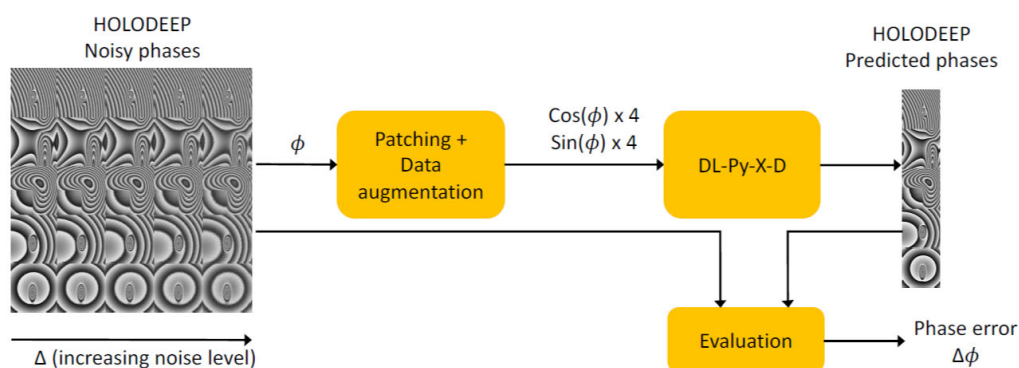 HOLODEEP
Noisy phases
HOLODEEP
Predicted phases
ϕ
Patching +
Data
augmentation
Cos(ϕ) x 4
Sin(ϕ) x 4
DL-Py-X-D
Evaluation
Phase error
Δϕ
Δ (increasing noise level)